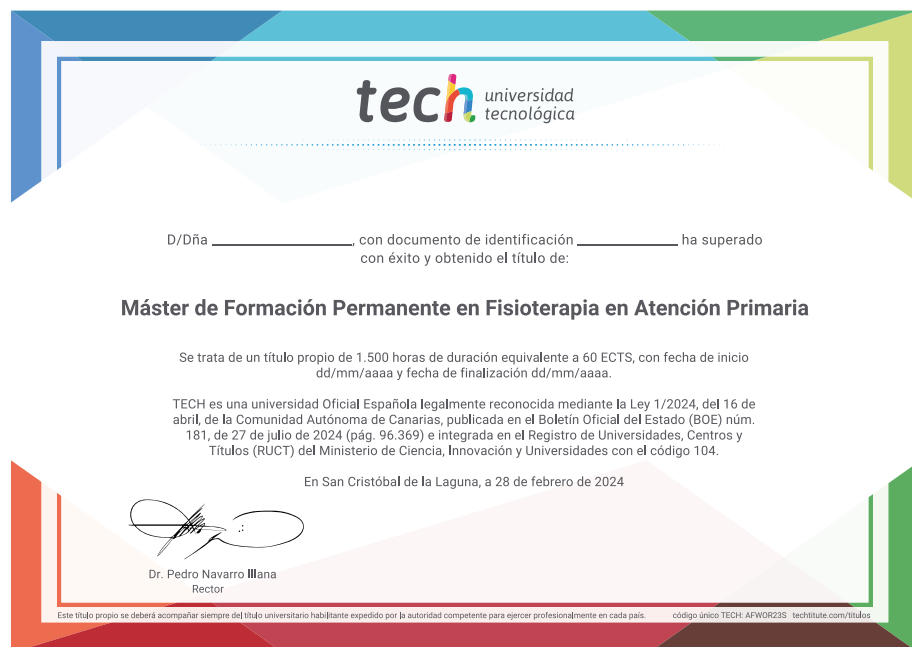 tech universidad
tecnológica
D/Dña ________________, con documento de identificación ____________ ha superado
con éxito y obtenido el título de:
Máster de Formación Permanente en Fisioterapia en Atención Primaria
Se trata de un título propio de 1.500 horas de duración equivalente a 60 ECTS, con fecha de inicio
dd/mm/aaaa y fecha de finalización dd/mm/aaaa.
TECH es una universidad Oficial Española legalmente reconocida mediante la Ley 1/2024, del 16 de
abril, de la Comunidad Autónoma de Canarias, publicada en el Boletín Oficial del Estado (BOE) núm.
181, de 27 de julio de 2024 (pág. 96.369) e integrada en el Registro de Universidades, Centros y
Títulos (RUCT) del Ministerio de Ciencia, Innovación y Universidades con el código 104.
En San Cristóbal de la Laguna, a 28 de febrero de 2024
Dr. Pedro Navarro Illana
Rector
Este título propio se deberá acompañar siempre del título universitario habilitante expedido por la autoridad competente para ejercer profesionalmente en cada país. código único TECH: AFWOR23S techtitute.com/titulos